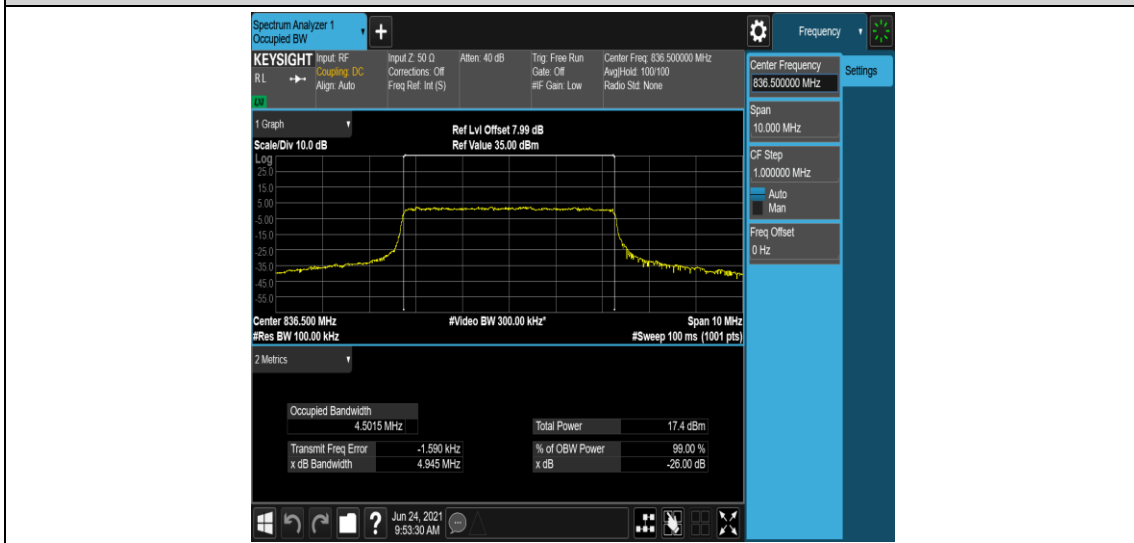 Spectrum Analyzer 1
Occupied BW
+
Frequency
KEYSIGHT
RL
LXI
Input: RF
Coupling: DC
Align: Auto
Input Z: 50 Ω
Corrections: Off
Freq Ref: Int (S)
Atten: 40 dB
Trig: Free Run
Gate: Off
#IF Gain: Low
Center Freq: 836.500000 MHz
Avg|Hold: 100/100
Radio Std: None
Center Frequency
836.500000 MHz
Settings
Span
10.000 MHz
CF Step
1.000000 MHz
Auto
Man
Freq Offset
0 Hz
1 Graph
Ref Lvl Offset 7.99 dB
Scale/Div 10.0 dB
Ref Value 35.00 dBm
Log
25.0
15.0
5.00
-5.00
-15.0
-25.0
-35.0
-45.0
-55.0
Center 836.500 MHz
#Video BW 300.00 kHz*
Span 10 MHz
#Res BW 100.00 kHz
#Sweep 100 ms (1001 pts)
2 Metrics
Occupied Bandwidth
4.5015 MHz
Total Power 17.4 dBm
Transmit Freq Error -1.590 kHz
% of OBW Power 99.00 %
x dB Bandwidth 4.945 MHz
x dB -26.00 dB
?
Jun 24, 2021
9:53:30 AM